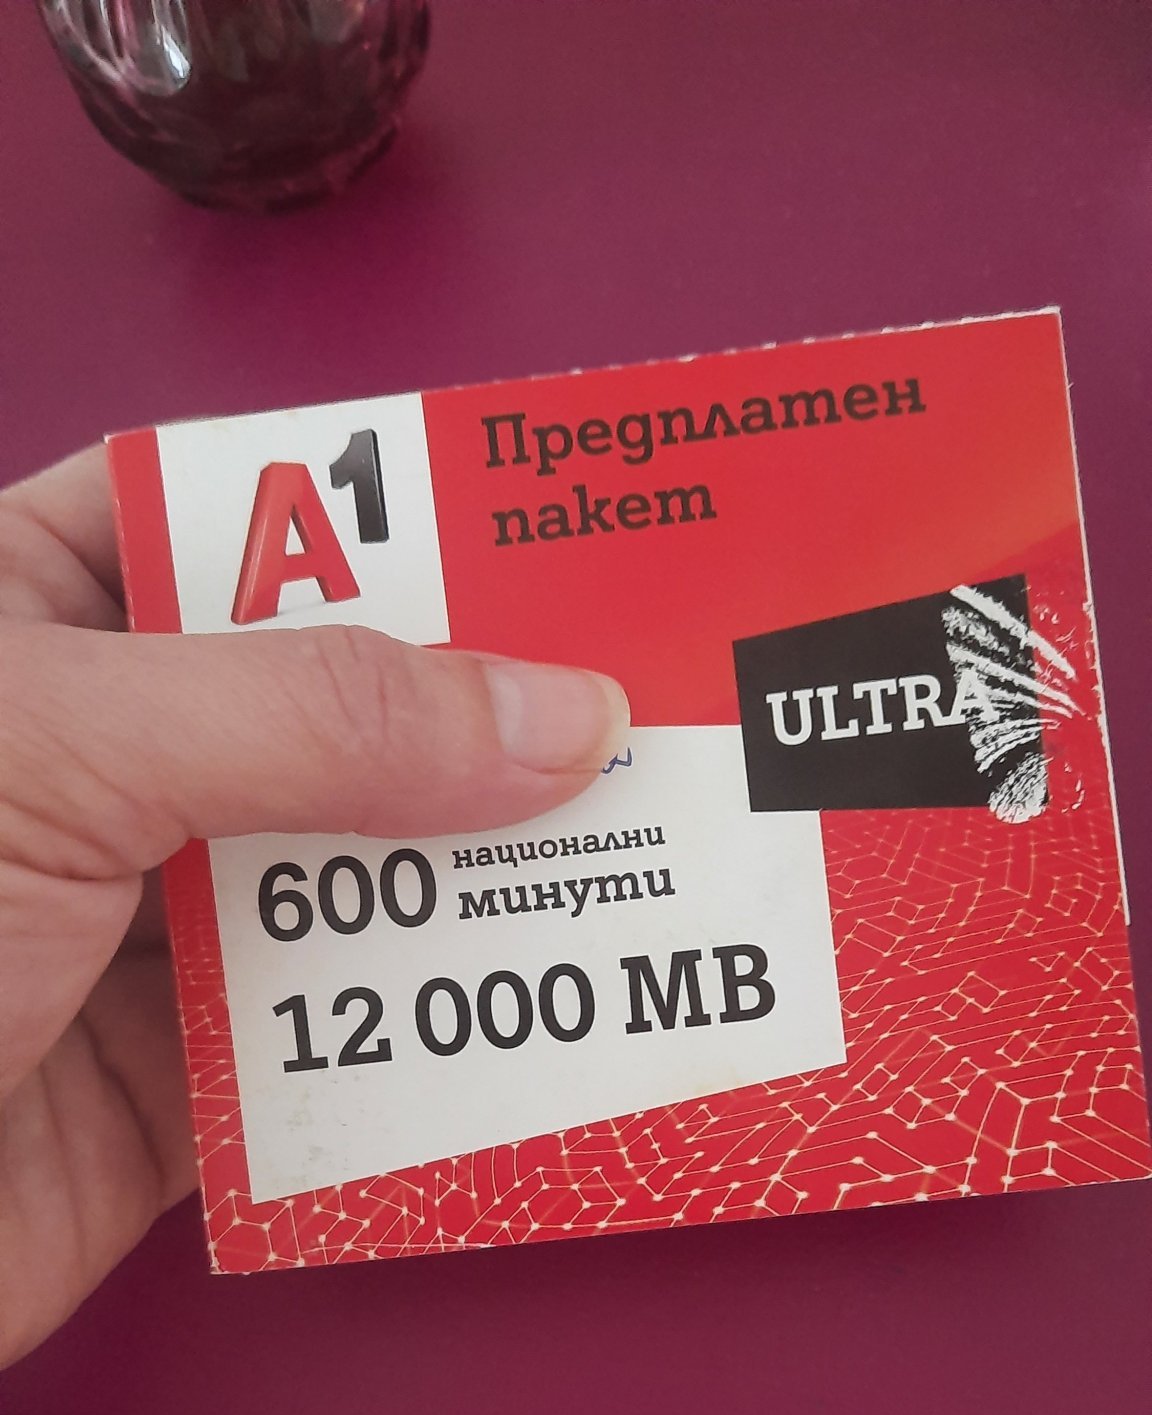 A1
Предплатен
пакет
ULTRA
600 национални
минути
12 000 MB